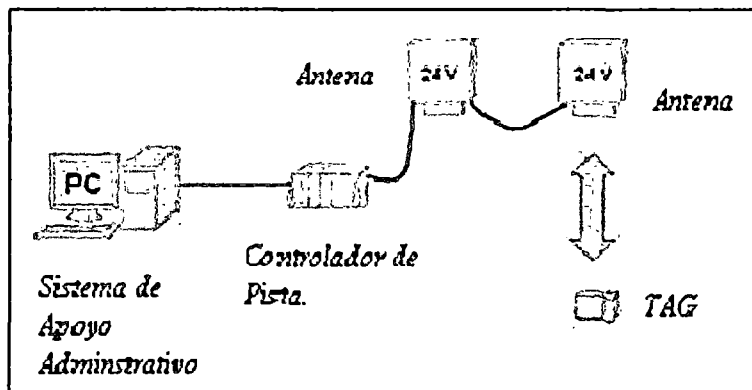 Antena
24V
24V
Antena
PC
Controlador de
Pista.
Sistema de
Apoyo
Adminstrativo
TAG